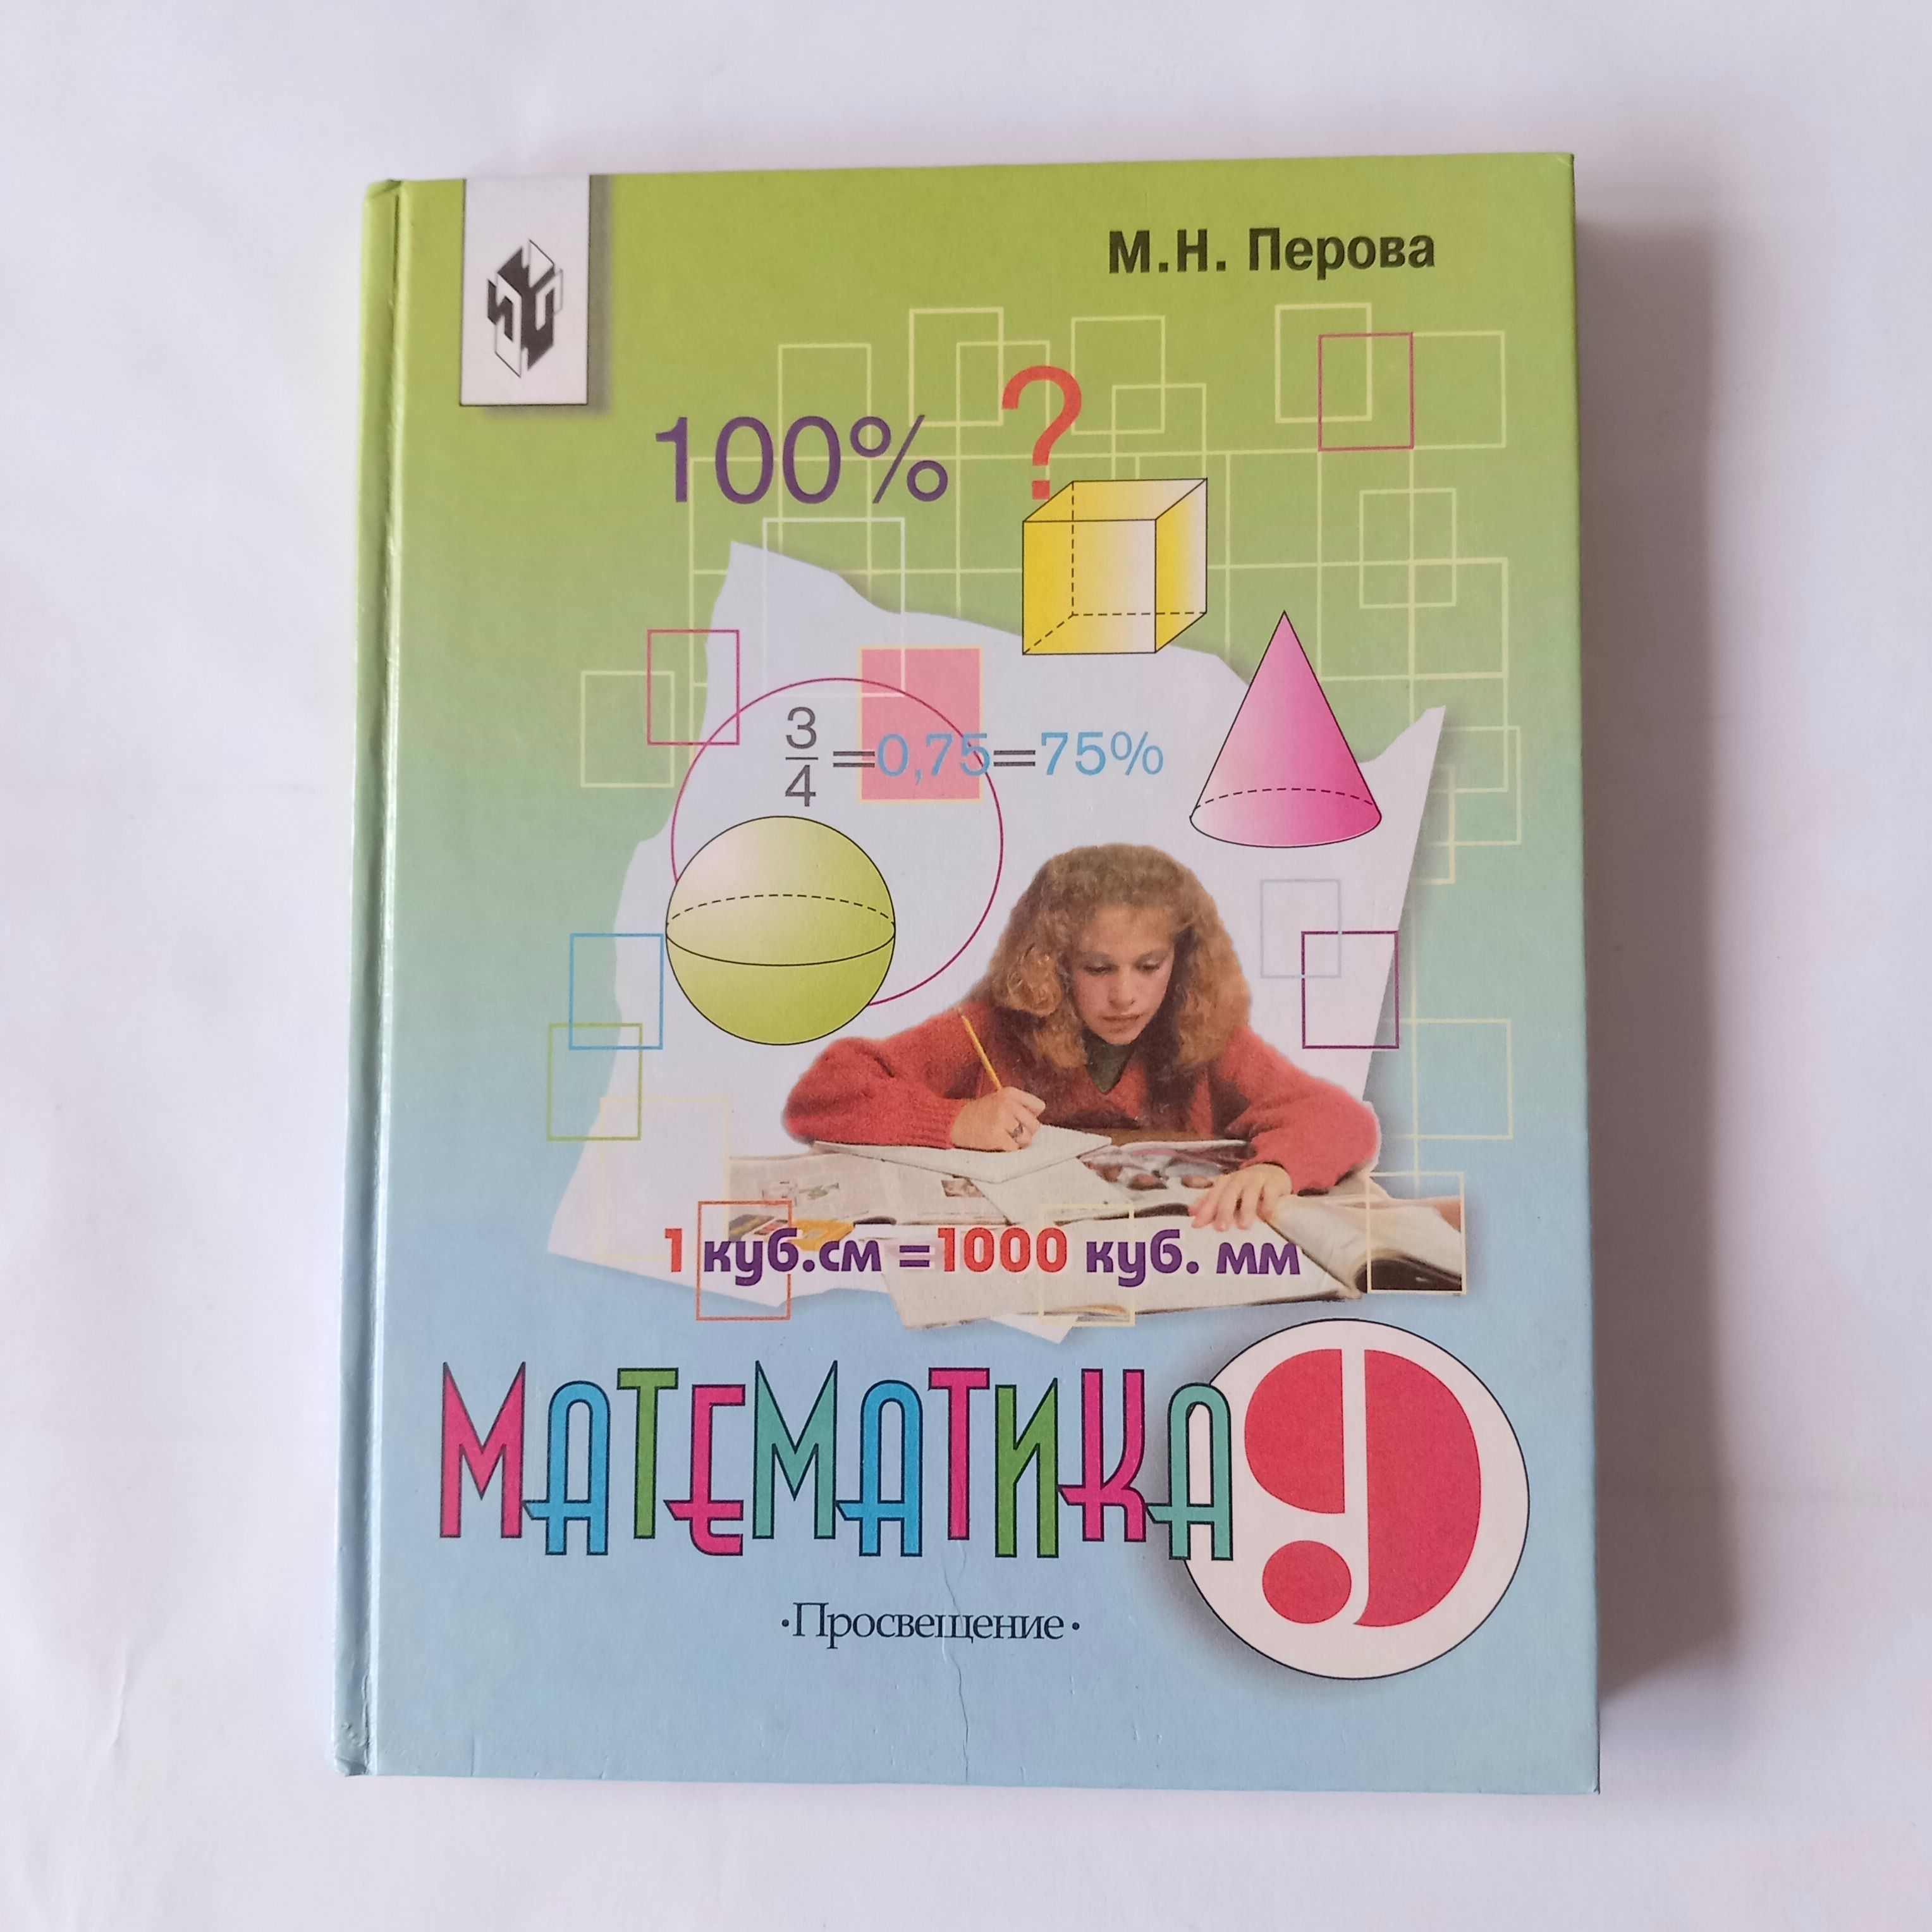 М.Н. Перова
100% ?
3/4=0,75=75%
1 куб.см =1000 куб. мм
МАТЕМАТИКА 9
·Просвещение·